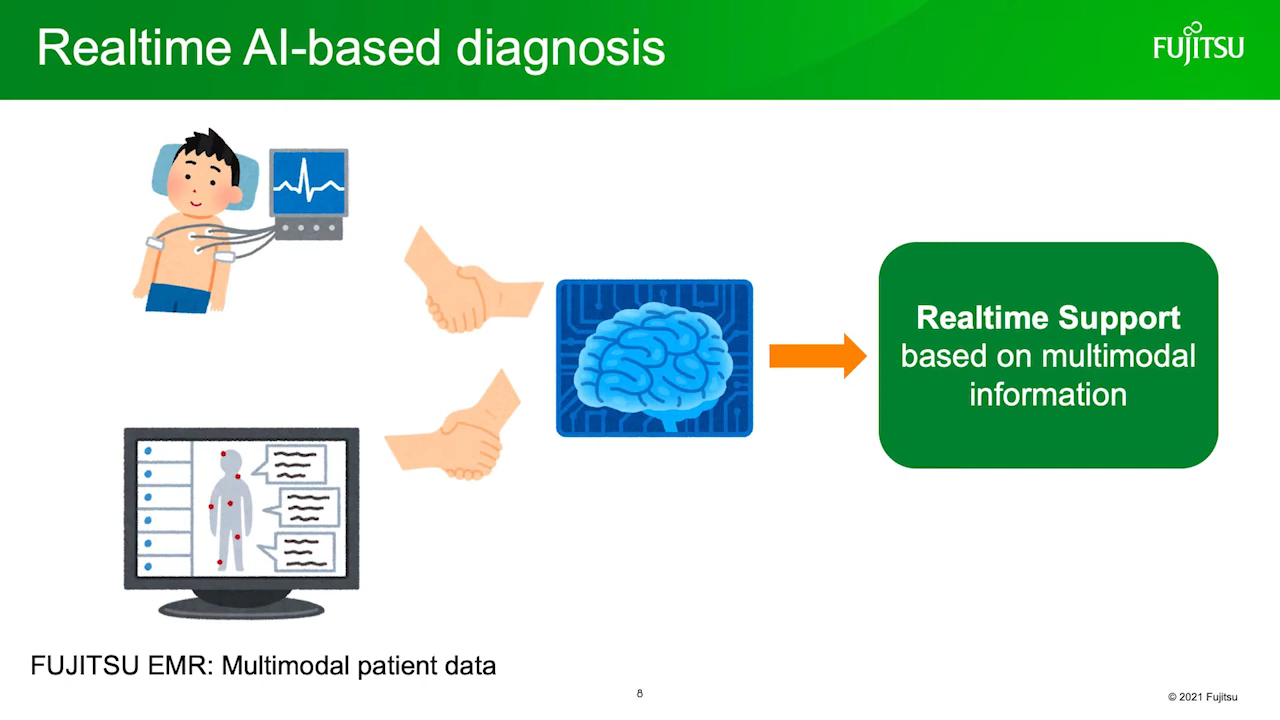 Realtime AI-based diagnosis
FUJITSU
Realtime Support
based on multimodal
information
FUJITSU EMR: Multimodal patient data
8
© 2021 Fujitsu